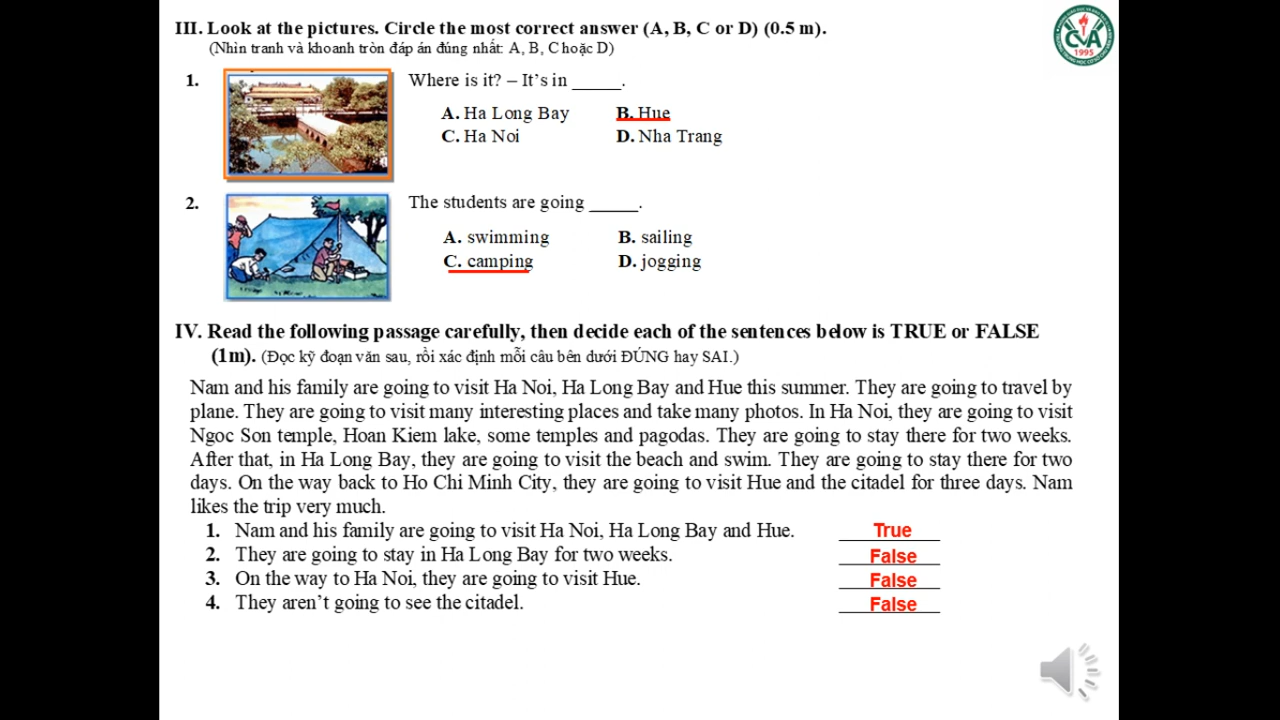 III. Look at the pictures. Circle the most correct answer (A, B, C or D) (0.5 m).
(Nhìn tranh và khoanh tròn đáp án đúng nhất: A, B, C hoặc D)
1. Where is it? – It's in _____.
A. Ha Long Bay B. Hue
C. Ha Noi D. Nha Trang
2. The students are going _____.
A. swimming B. sailing
C. camping D. jogging
IV. Read the following passage carefully, then decide each of the sentences below is TRUE or FALSE
(1m). (Đọc kỹ đoạn văn sau, rồi xác định mỗi câu bên dưới ĐÚNG hay SAI.)
Nam and his family are going to visit Ha Noi, Ha Long Bay and Hue this summer. They are going to travel by
plane. They are going to visit many interesting places and take many photos. In Ha Noi, they are going to visit
Ngoc Son temple, Hoan Kiem lake, some temples and pagodas. They are going to stay there for two weeks.
After that, in Ha Long Bay, they are going to visit the beach and swim. They are going to stay there for two
days. On the way back to Ho Chi Minh City, they are going to visit Hue and the citadel for three days. Nam
likes the trip very much.
1. Nam and his family are going to visit Ha Noi, Ha Long Bay and Hue. True
2. They are going to stay in Ha Long Bay for two weeks. False
3. On the way to Ha Noi, they are going to visit Hue. False
4. They aren't going to see the citadel. False
CVA
1995